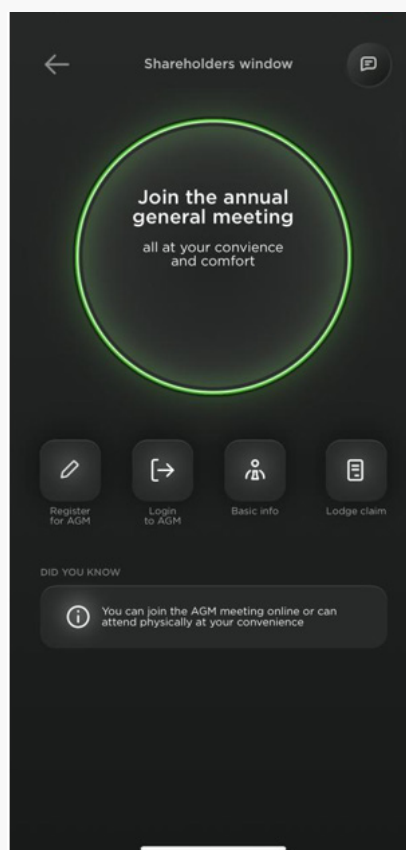 Shareholders window
Join the annual
general meeting
all at your convience
and comfort
Register
for AGM
Login
to AGM
Basic info
Lodge claim
DID YOU KNOW
You can join the AGM meeting online or can
attend physically at your convenience